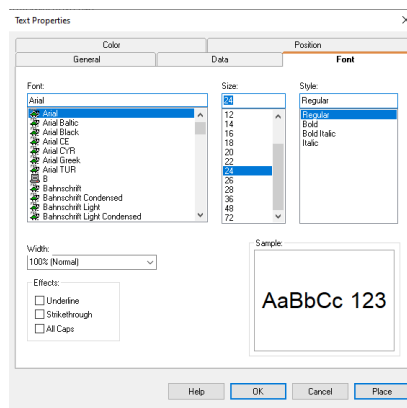 Text Properties
Color
Position
General
Data
Font
Font:
Arial
Arial
Arial Baltic
Arial Black
Arial CE
Arial CYR
Arial Greek
Arial TUR
B
Bahnschrift
Bahnschrift Condensed
Bahnschrift Light
Bahnschrift Light Condensed
Size:
24
12
14
16
18
20
22
24
26
28
36
48
72
Style:
Regular
Regular
Bold
Bold Italic
Italic
Width:
100% (Normal)
Effects:
Underline
Strikethrough
All Caps
Sample:
AaBbCc 123
Help
OK
Cancel
Place